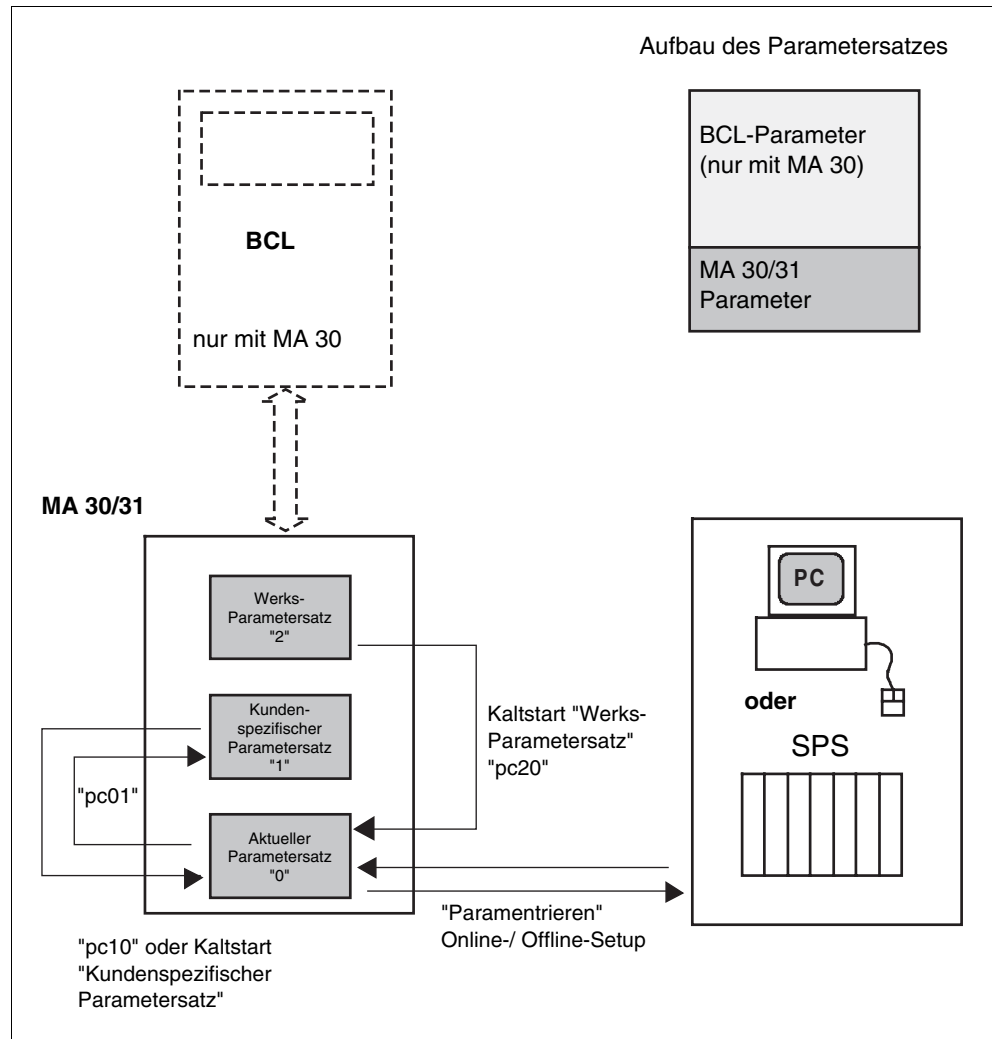 Aufbau des Parametersatzes
BCL-Parameter
(nur mit MA 30)
MA 30/31
Parameter
BCL
nur mit MA 30
MA 30/31
Werks-
Parametersatz
"2"
Kunden-
spezifischer
Parametersatz
"1"
Aktueller
Parametersatz
"0"
"pc01"
Kaltstart "Werks-
Parametersatz"
"pc20"
PC
oder
SPS
"Paramentrieren"
Online-/ Offline-Setup
"pc10" oder Kaltstart
"Kundenspezifischer
Parametersatz"